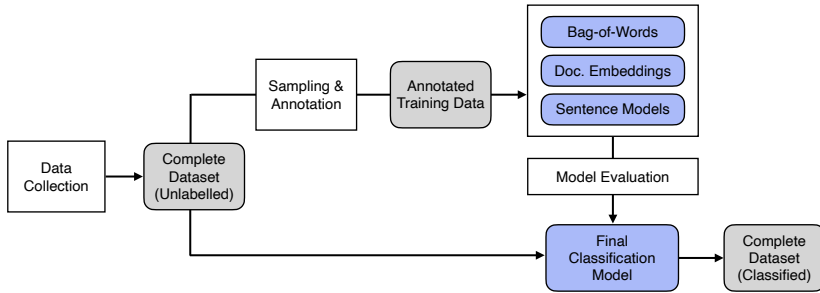 Data
Collection
Complete
Dataset
(Unlabelled)
Sampling &
Annotation
Annotated
Training Data
Bag-of-Words
Doc. Embeddings
Sentence Models
Model Evaluation
Final
Classification
Model
Complete
Dataset
(Classified)